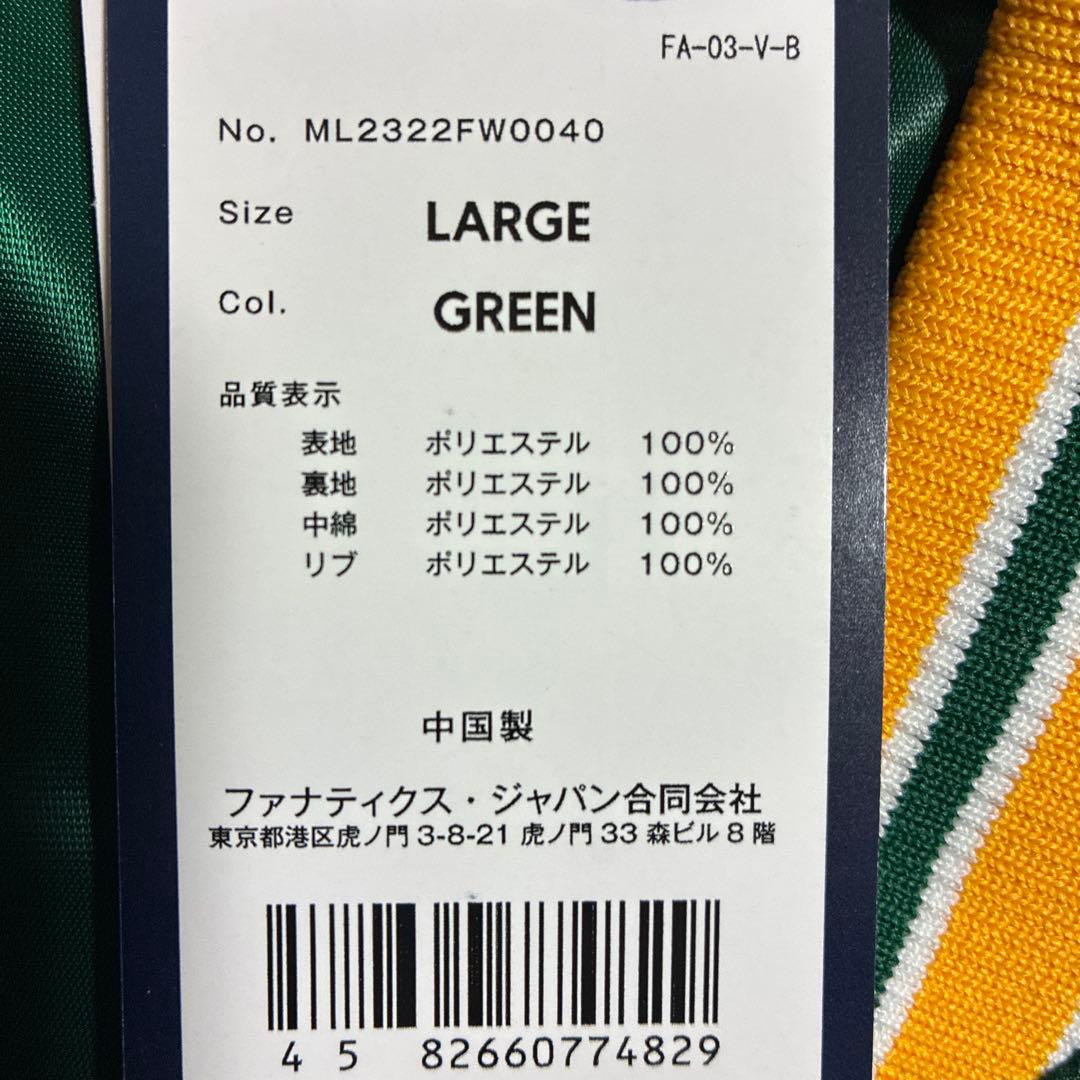 FA-03-V-B
No. ML2322FW0040
Size LARGE
Col. GREEN
品質表示
表地 ポリエステル 100%
裏地 ポリエステル 100%
中綿 ポリエステル 100%
リブ ポリエステル 100%
中国製
ファナティクス・ジャパン合同会社
東京都港区虎ノ門 3-8-21 虎ノ門 33 森ビル 8 階
45 82660774829